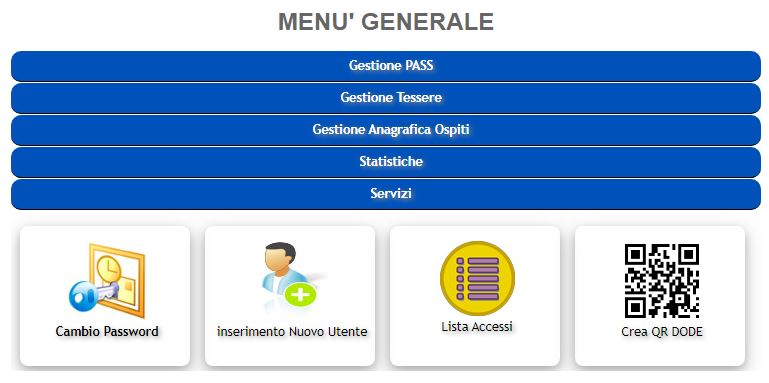 MENU' GENERALE
Gestione PASS
Gestione Tessere
Gestione Anagrafica Ospiti
Statistiche
Servizi
Cambio Password
inserimento Nuovo Utente
Lista Accessi
Crea QR DODE